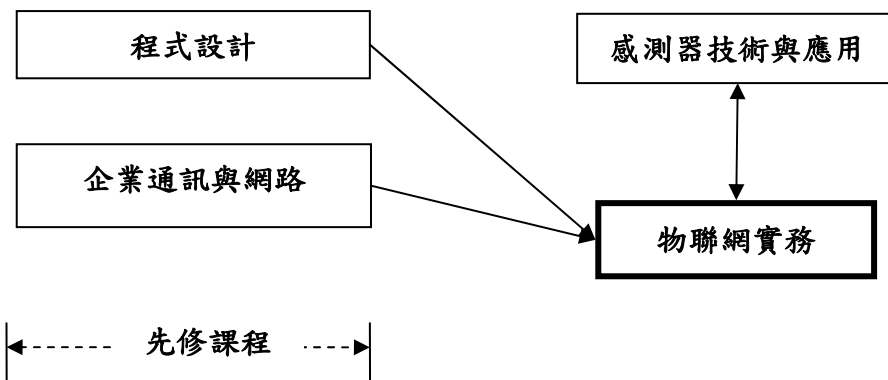 程式設計
感測器技術與應用
企業通訊與網路
物聯網實務
先修課程